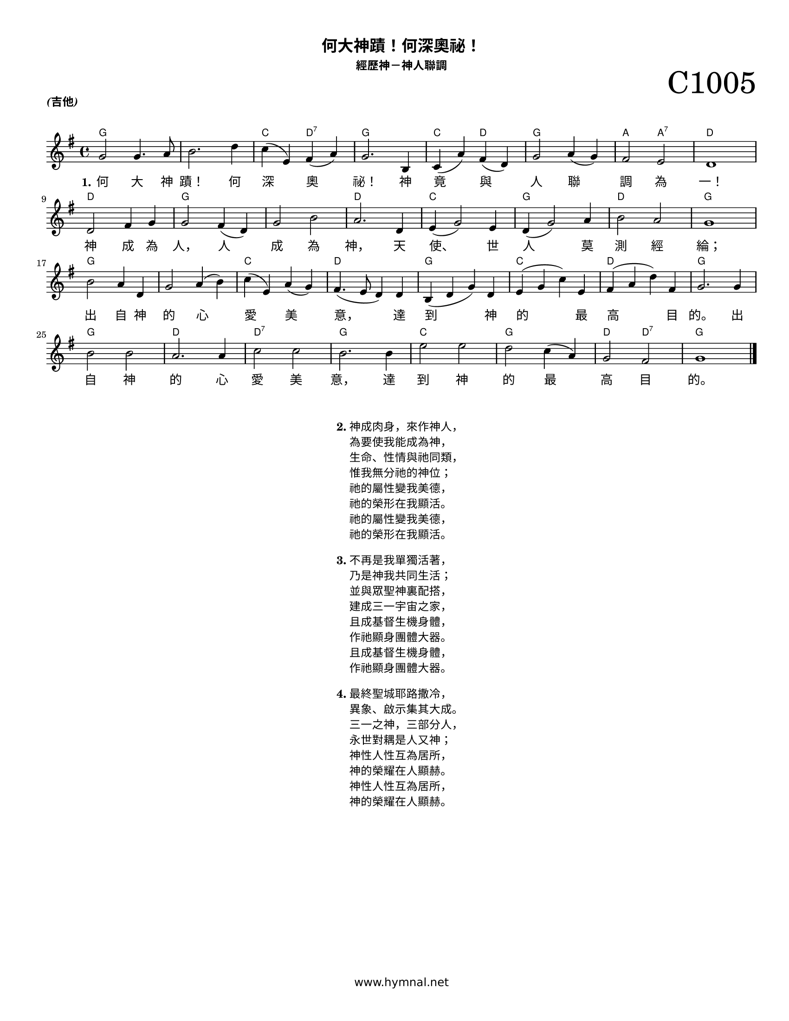 何大神蹟！何深奧祕！
經歷神－神人聯調
C1005
(吉他)
G C D7 G C D G A A7 D
1. 何 大 神 蹟！ 何 深 奧 祕！ 神 竟 與 人 聯 調 為 一！
9 D G G D C G D G
神 成 為 人， 人 成 為 神， 天 使、 世 人 莫 測 經 綸；
17 G G C D G C D G
出 自 神 的 心 愛 美 意， 達 到 神 的 最 高 目 的。 出
25 G D D7 G C G D D7 G
自 神 的 心 愛 美 意， 達 到 神 的 最 高 目 的。
2. 神成肉身，來作神人，
為要使我能成為神，
生命、性情與祂同類，
惟我無分祂的神位；
祂的屬性變我美德，
祂的榮形在我顯活。
祂的屬性變我美德，
祂的榮形在我顯活。
3. 不再是我單獨活著，
乃是神我共同生活；
並與眾聖神裏配搭，
建成三一宇宙之家，
且成基督生機身體，
作祂顯身團體大器。
且成基督生機身體，
作祂顯身團體大器。
4. 最終聖城耶路撒冷，
異象、啟示集其大成。
三一之神，三部分人，
永世對耦是人又神；
神性人性互為居所，
神的榮耀在人顯赫。
神性人性互為居所，
神的榮耀在人顯赫。
www.hymnal.net